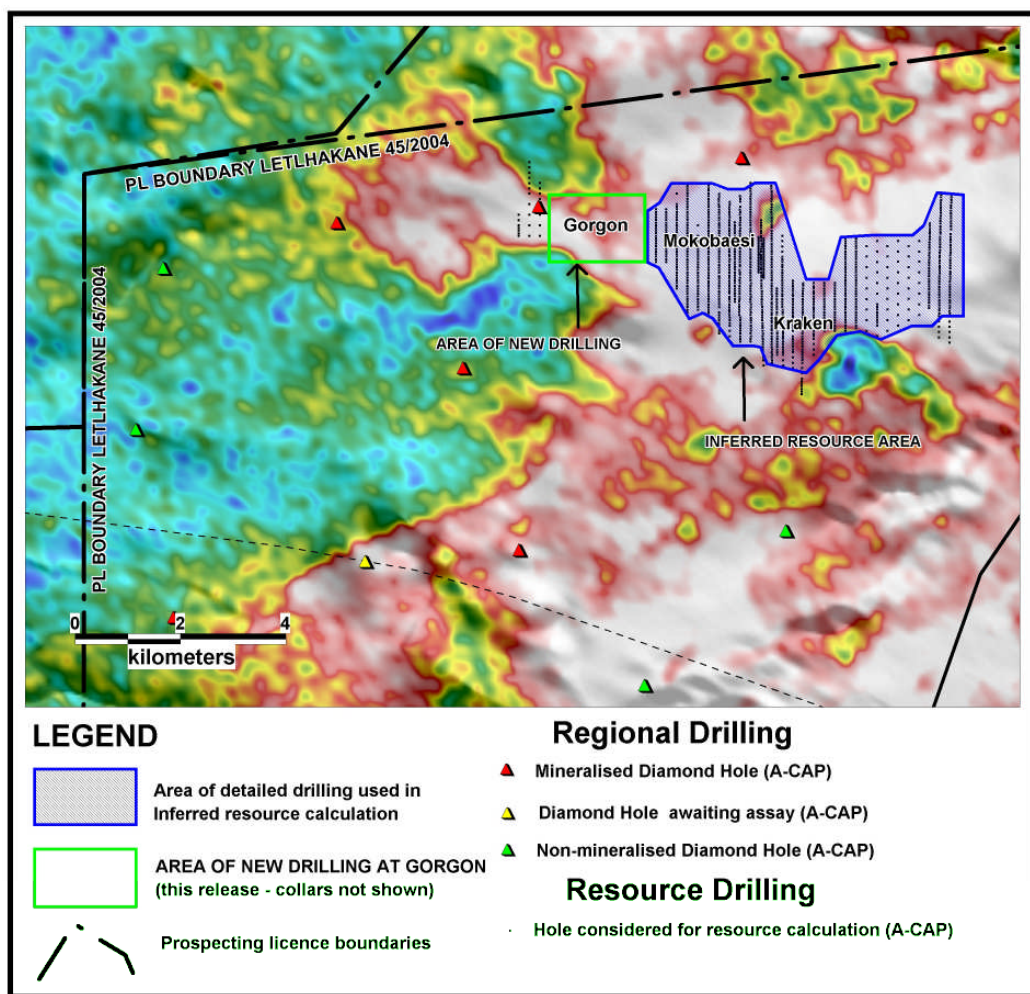 PL BOUNDARY LETLHAKANE 45/2004
Gorgon
Mokobaesi
PL BOUNDARY LETLHAKANE 45/2004
Kraken
AREA OF NEW DRILLING
INFERRED RESOURCE AREA
0 2 4
kilometers
LEGEND
Area of detailed drilling used in
Inferred resource calculation
AREA OF NEW DRILLING AT GORGON
(this release - collars not shown)
Prospecting licence boundaries
Regional Drilling
Mineralised Diamond Hole (A-CAP)
Diamond Hole awaiting assay (A-CAP)
Non-mineralised Diamond Hole (A-CAP)
Resource Drilling
Hole considered for resource calculation (A-CAP)